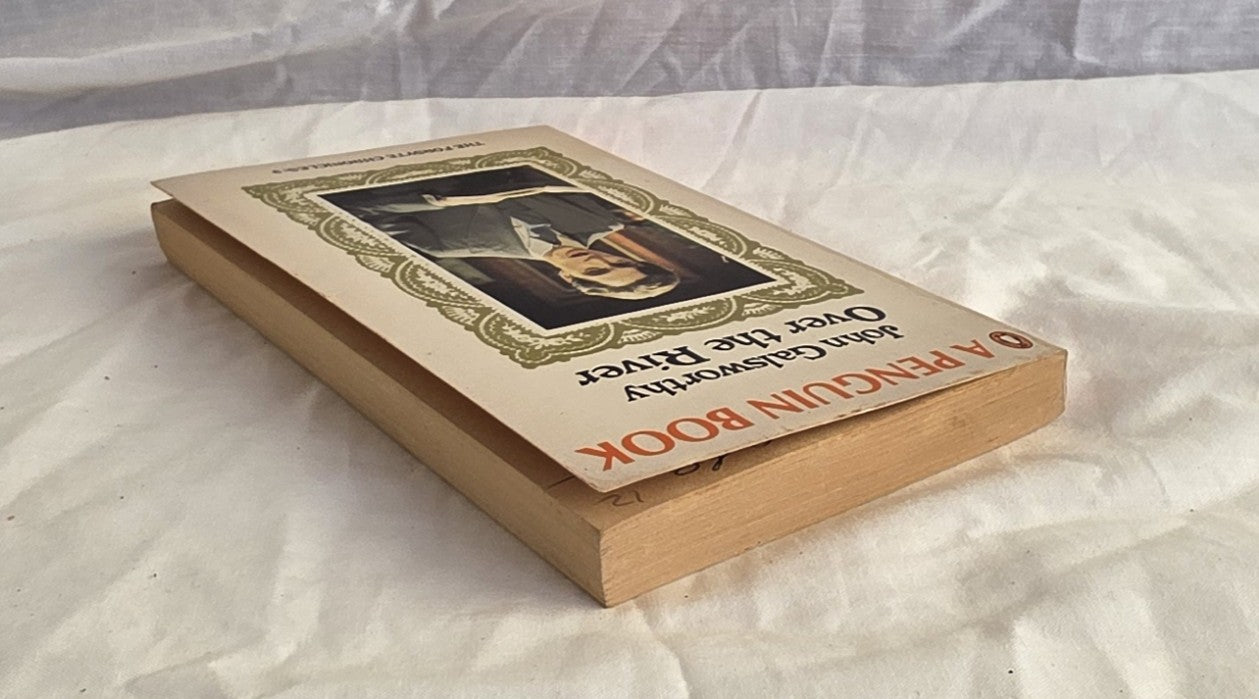 A PENGUIN BOOK
John Galsworthy
Over the River
THE FORSYTE CHRONICLES:9